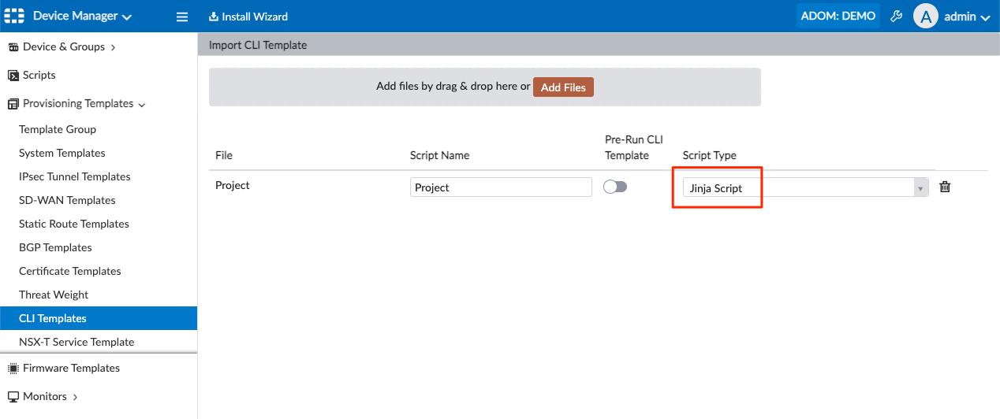 Device Manager
Install Wizard
ADOM: DEMO
A
admin
Device & Groups
Scripts
Provisioning Templates
Template Group
System Templates
IPsec Tunnel Templates
SD-WAN Templates
Static Route Templates
BGP Templates
Certificate Templates
Threat Weight
CLI Templates
NSX-T Service Template
Firmware Templates
Monitors
Import CLI Template
Add files by drag & drop here or Add Files
File
Script Name
Pre-Run CLI
Template
Script Type
Project
Project
Jinja Script